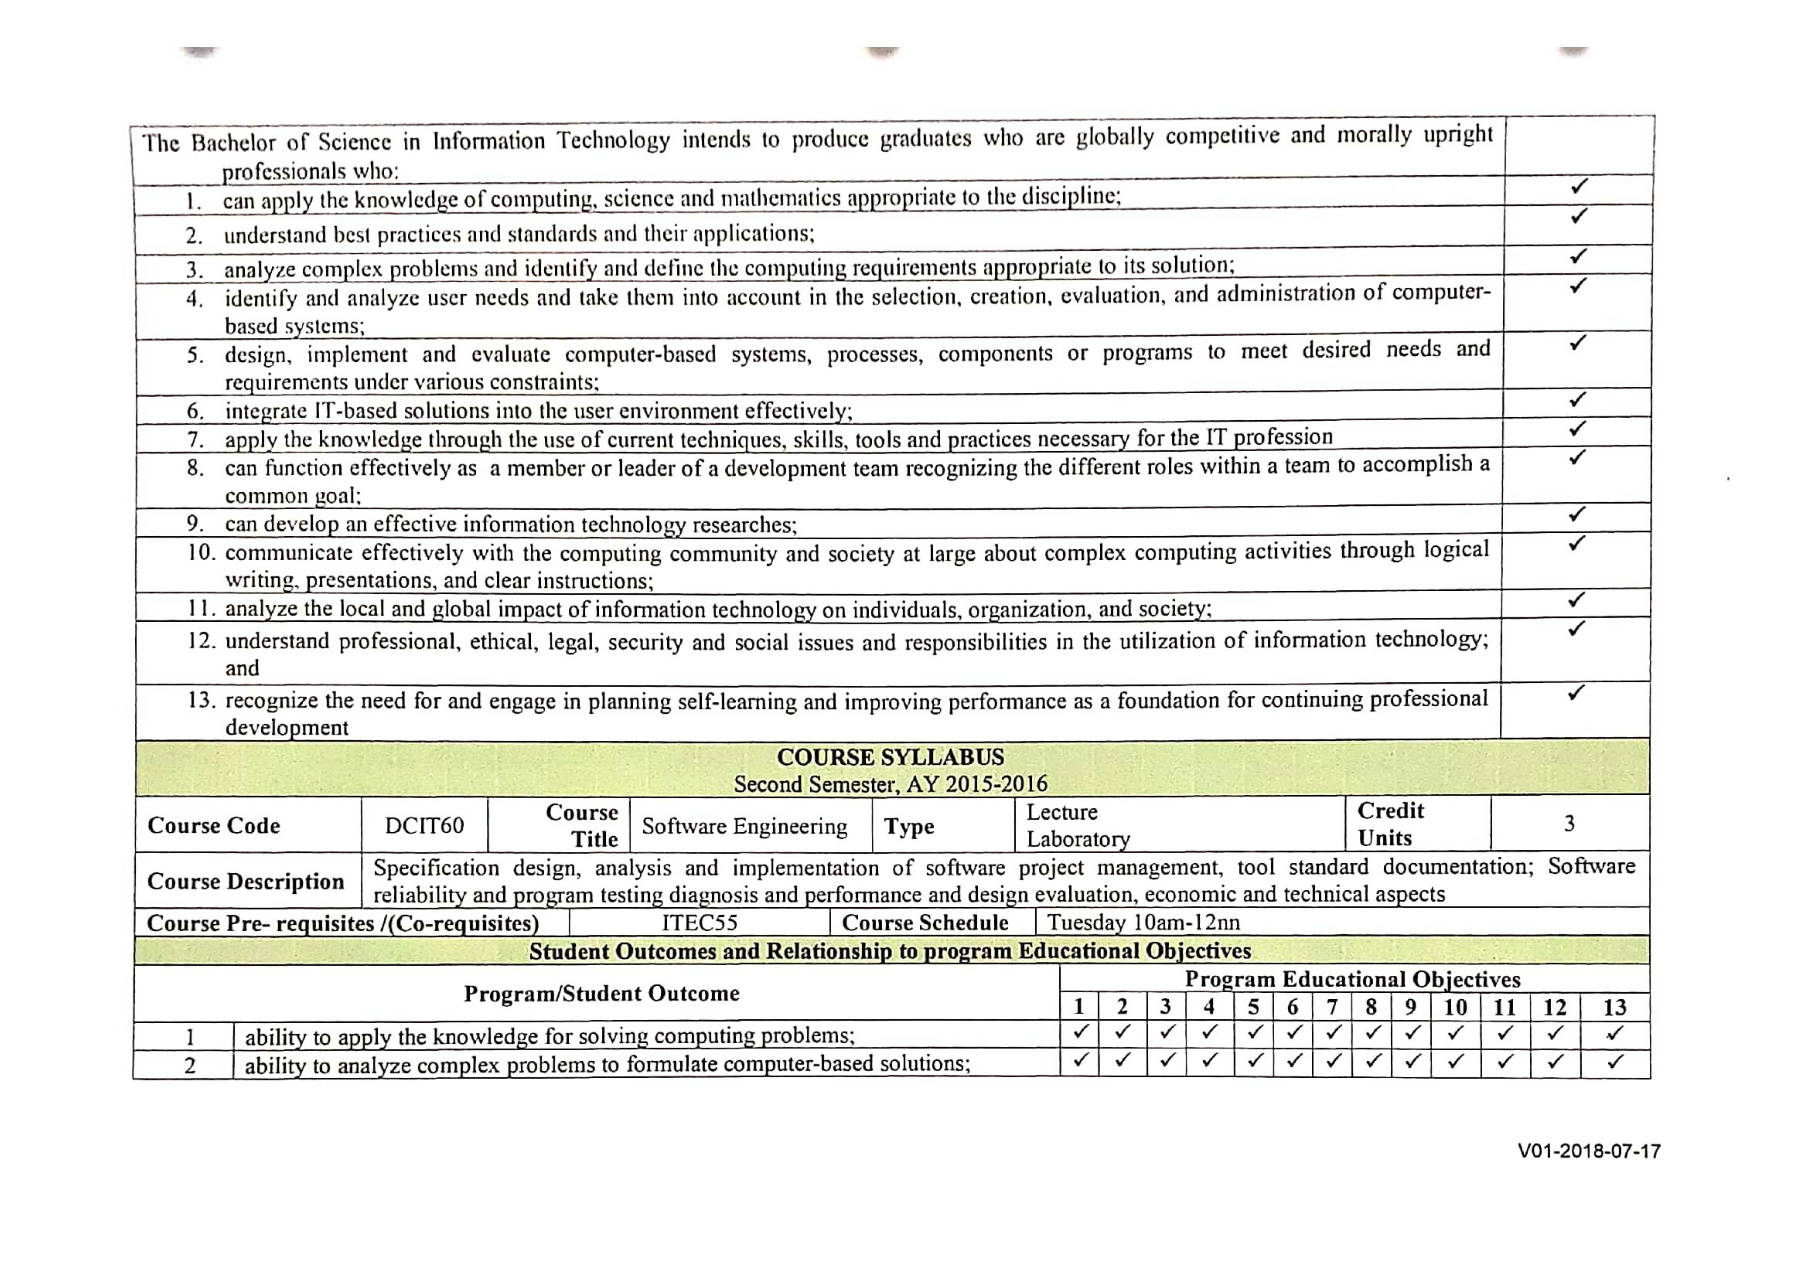 The Bachelor of Science in Information Technology intends to produce graduates who are globally competitive and morally upright
professionals who:
1. can apply the knowledge of computing, science and mathematics appropriate to the discipline; ✓
2. understand best practices and standards and their applications; ✓
3. analyze complex problems and identify and define the computing requirements appropriate to its solution; ✓
4. identify and analyze user needs and take them into account in the selection, creation, evaluation, and administration of computer- ✓
based systems;
5. design, implement and evaluate computer-based systems, processes, components or programs to meet desired needs and ✓
requirements under various constraints;
6. integrate IT-based solutions into the user environment effectively; ✓
7. apply the knowledge through the use of current techniques, skills, tools and practices necessary for the IT profession ✓
8. can function effectively as a member or leader of a development team recognizing the different roles within a team to accomplish a ✓
common goal;
9. can develop an effective information technology researches; ✓
10. communicate effectively with the computing community and society at large about complex computing activities through logical ✓
writing, presentations, and clear instructions;
11. analyze the local and global impact of information technology on individuals, organization, and society; ✓
12. understand professional, ethical, legal, security and social issues and responsibilities in the utilization of information technology; ✓
and
13. recognize the need for and engage in planning self-learning and improving performance as a foundation for continuing professional ✓
development
COURSE SYLLABUS
Second Semester, AY 2015-2016
Course Code DCIT60 Course Title Software Engineering Type Lecture Laboratory Credit Units 3
Course Description Specification design, analysis and implementation of software project management, tool standard documentation; Software
reliability and program testing diagnosis and performance and design evaluation, economic and technical aspects
Course Pre- requisites /(Co-requisites) ITEC55 Course Schedule Tuesday 10am-12nn
Student Outcomes and Relationship to program Educational Objectives
Program/Student Outcome Program Educational Objectives
1 2 3 4 5 6 7 8 9 10 11 12 13
1 ability to apply the knowledge for solving computing problems; ✓ ✓ ✓ ✓ ✓ ✓ ✓ ✓ ✓ ✓ ✓ ✓ ✓
2 ability to analyze complex problems to formulate computer-based solutions; ✓ ✓ ✓ ✓ ✓ ✓ ✓ ✓ ✓ ✓ ✓ ✓ ✓
V01-2018-07-17